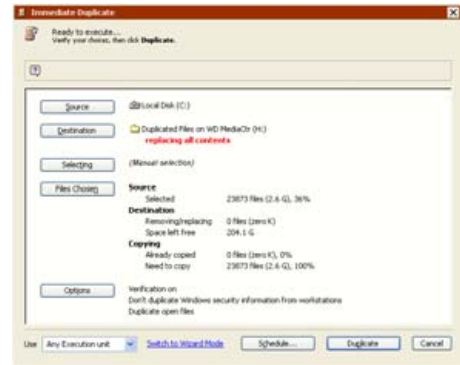 Immediate Duplicate
Ready to execute...
Verify your choices, then click Duplicate.
Source
Local Disk (C:)
Destination
Duplicated Files on WD MediaCtr (H:)
replacing all contents
Selecting
(Manual selection)
Files Chosen
Source
Selected 23873 files (2.6 G), 36%
Destination
Removing/replacing 0 files (zero K)
Space left free 204.1 G
Copying
Already copied 0 files (zero K), 0%
Need to copy 23873 files (2.6 G), 100%
Options
Verification on
Don't duplicate Windows security information from workstations
Duplicate open files
Use Any Execution unit Switch to Wizard Mode Schedule... Duplicate Cancel